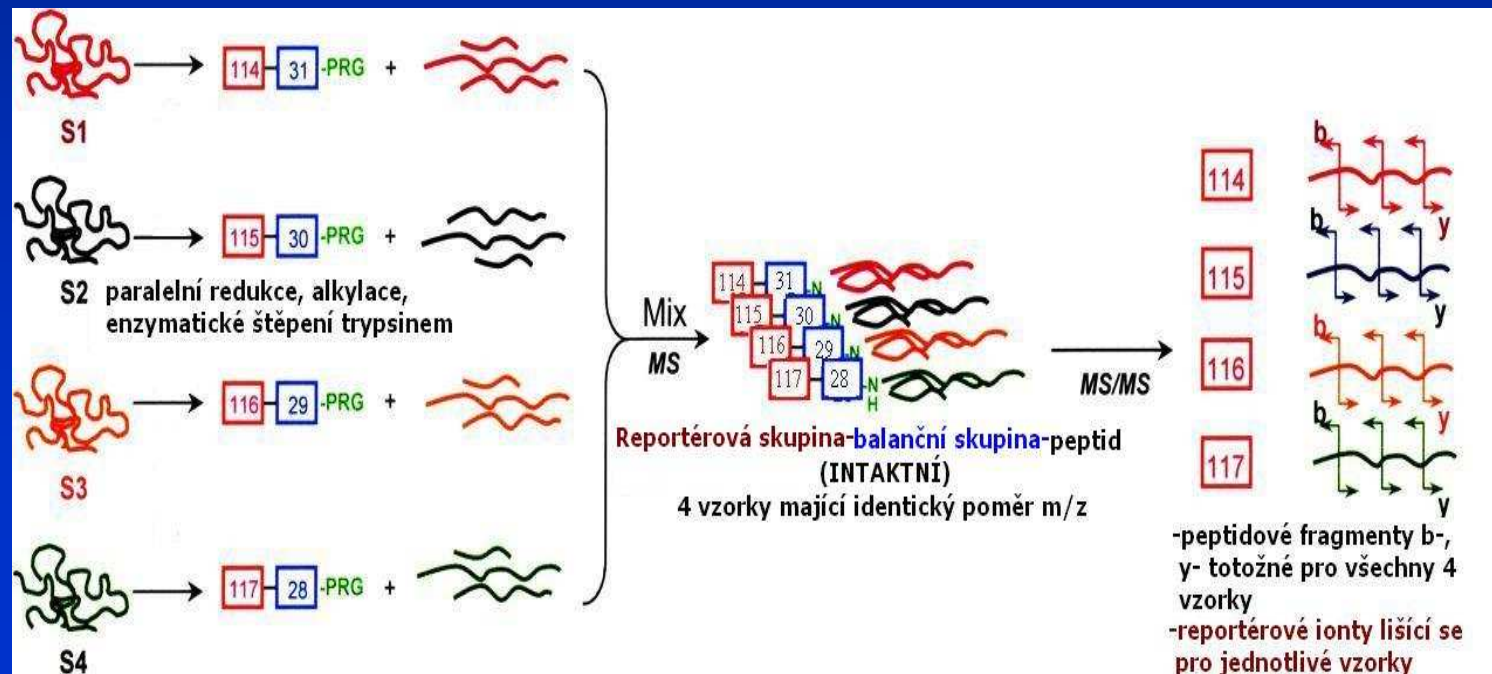 114 31 -PRG +
S1
115 30 -PRG +
S2 paralelní redukce, alkylace,
enzymatické štěpení trypsinem
116 29 -PRG +
S3
117 28 -PRG +
S4
Mix
MS
114 31 -N
115 30 -N
116 29 -N
117 28 -N
H
Reportérová skupina-balanční skupina-peptid
(INTAKTNÍ)
4 vzorky mající identický poměr m/z
MS/MS
114
b
y
115
b
y
116
b
y
117
b
y
-peptidové fragmenty b-,
y- totožné pro všechny 4
vzorky
-reportérové ionty lišící se
pro jednotlivé vzorky